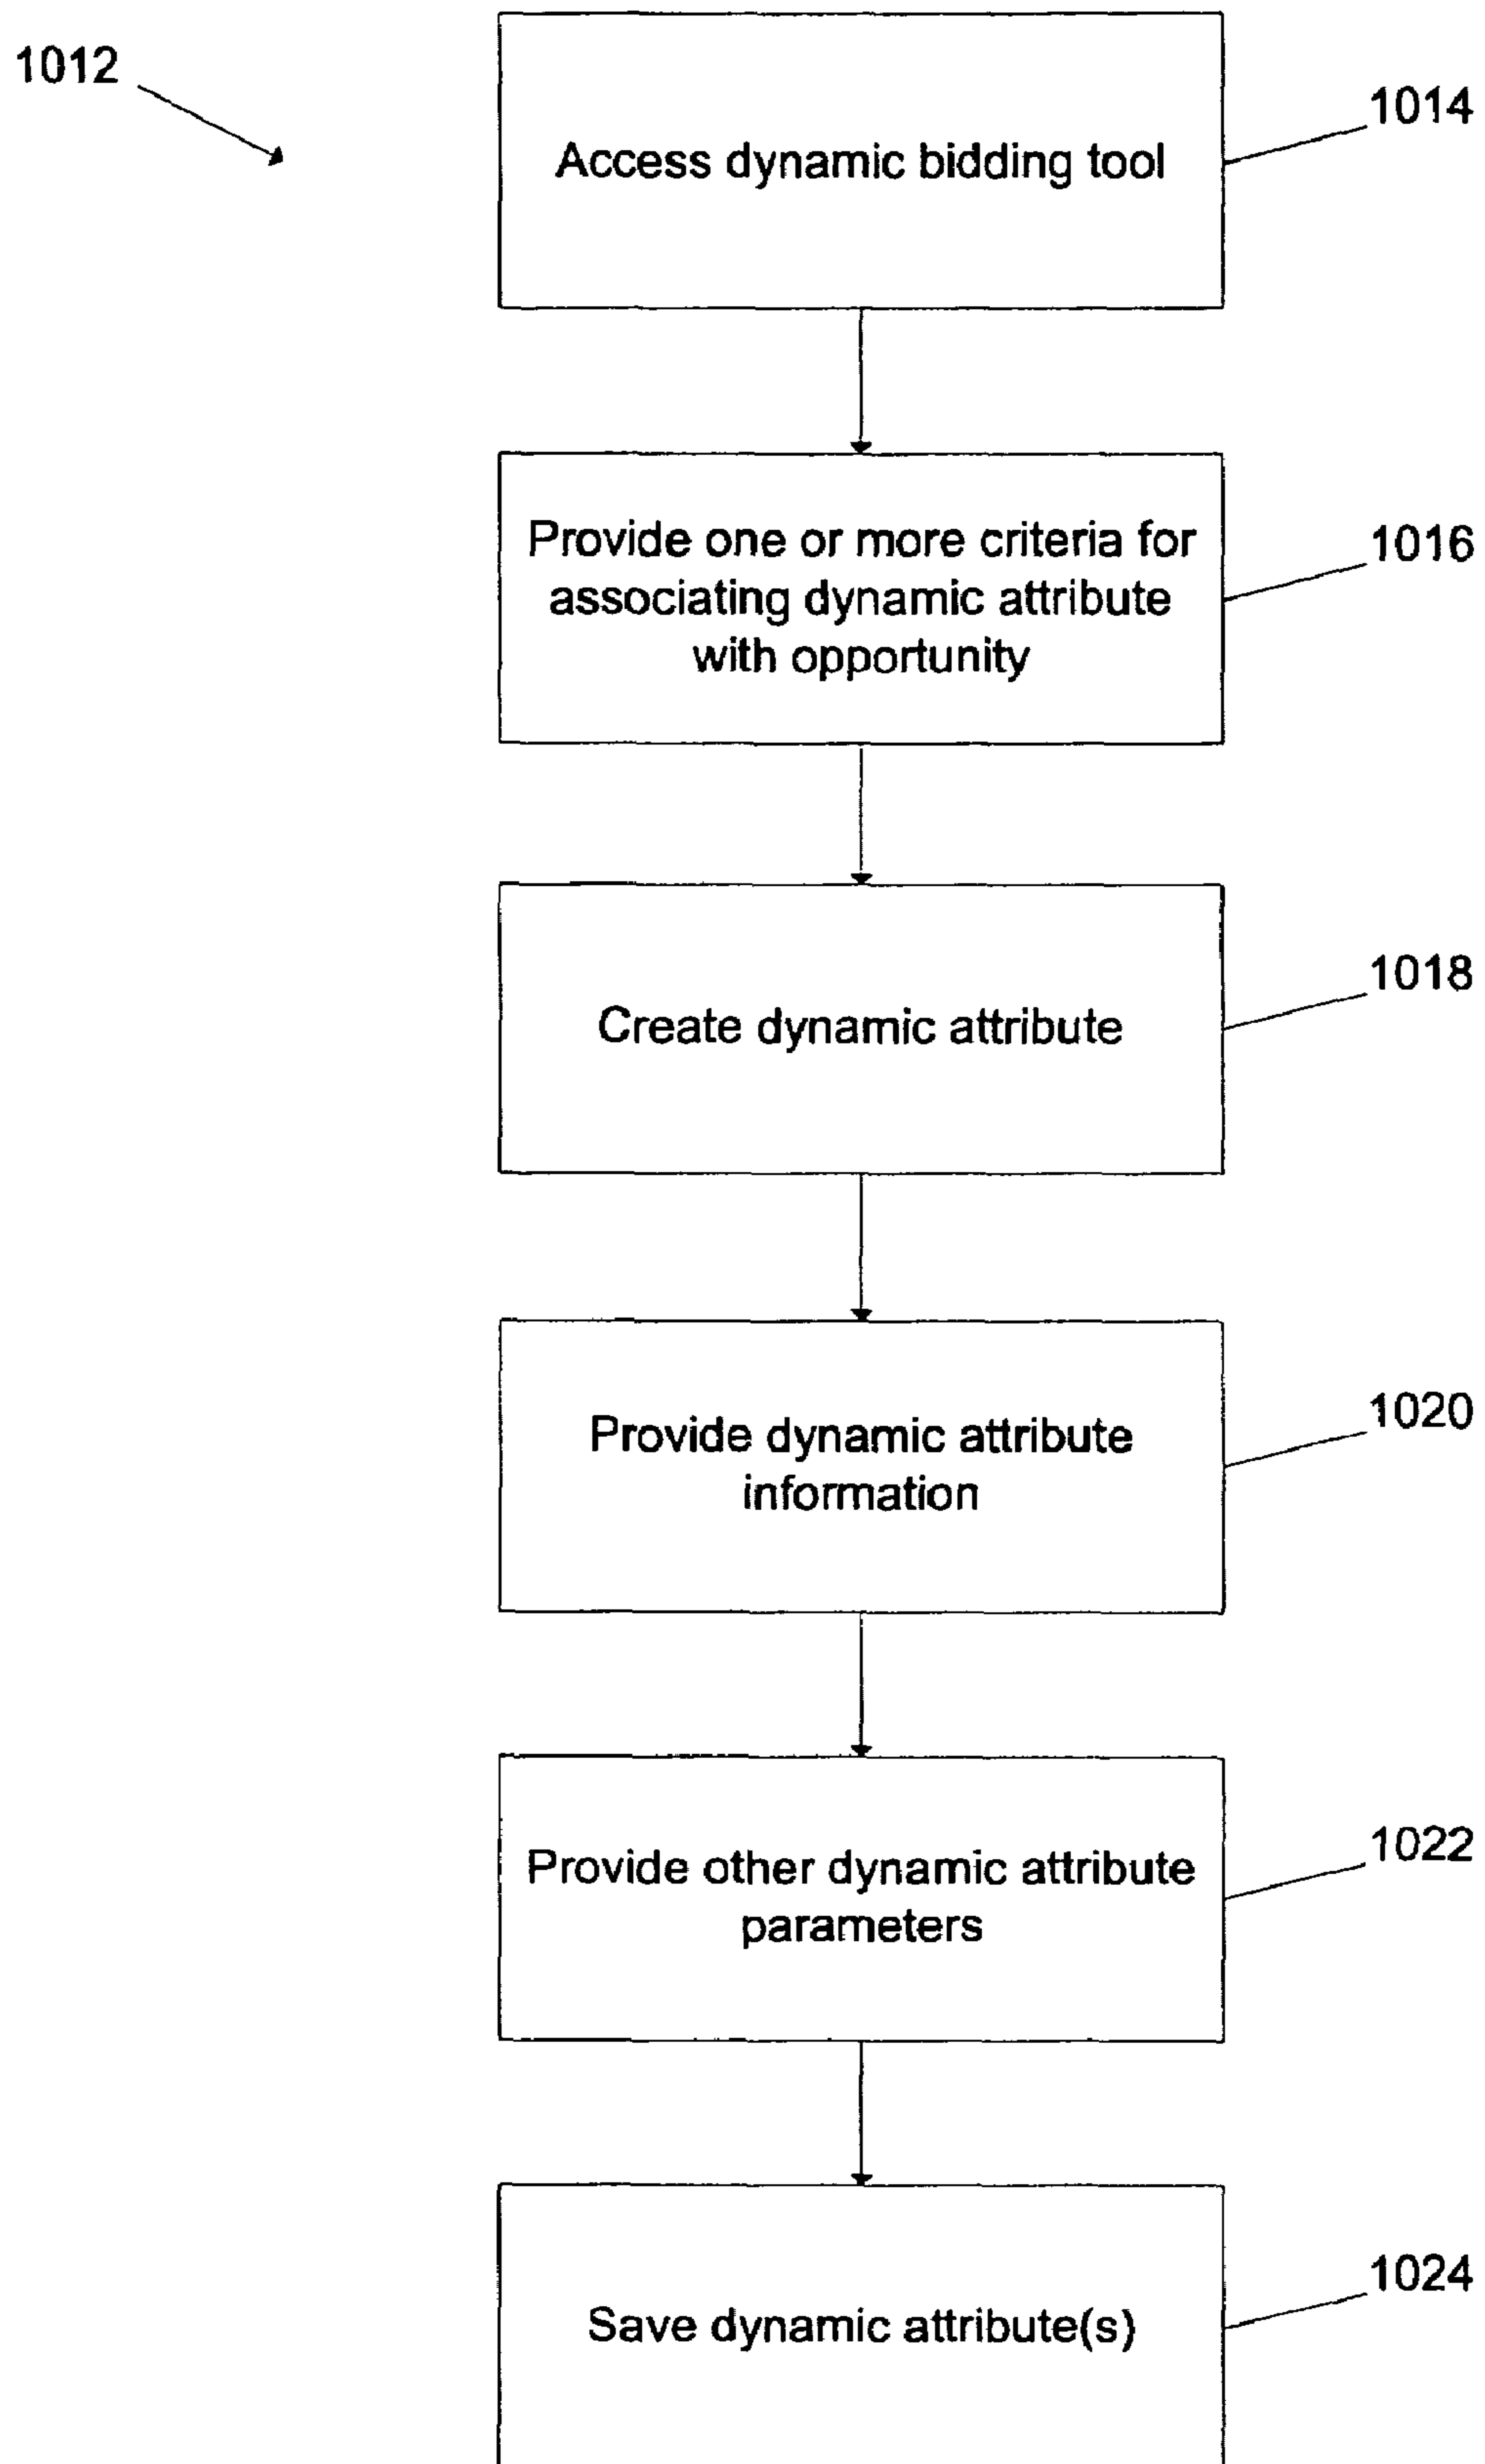 1012
1014
Access dynamic bidding tool
1016
Provide one or more criteria for
associating dynamic attribute
with opportunity
1018
Create dynamic attribute
1020
Provide dynamic attribute
information
1022
Provide other dynamic attribute
parameters
1024
Save dynamic attribute(s)